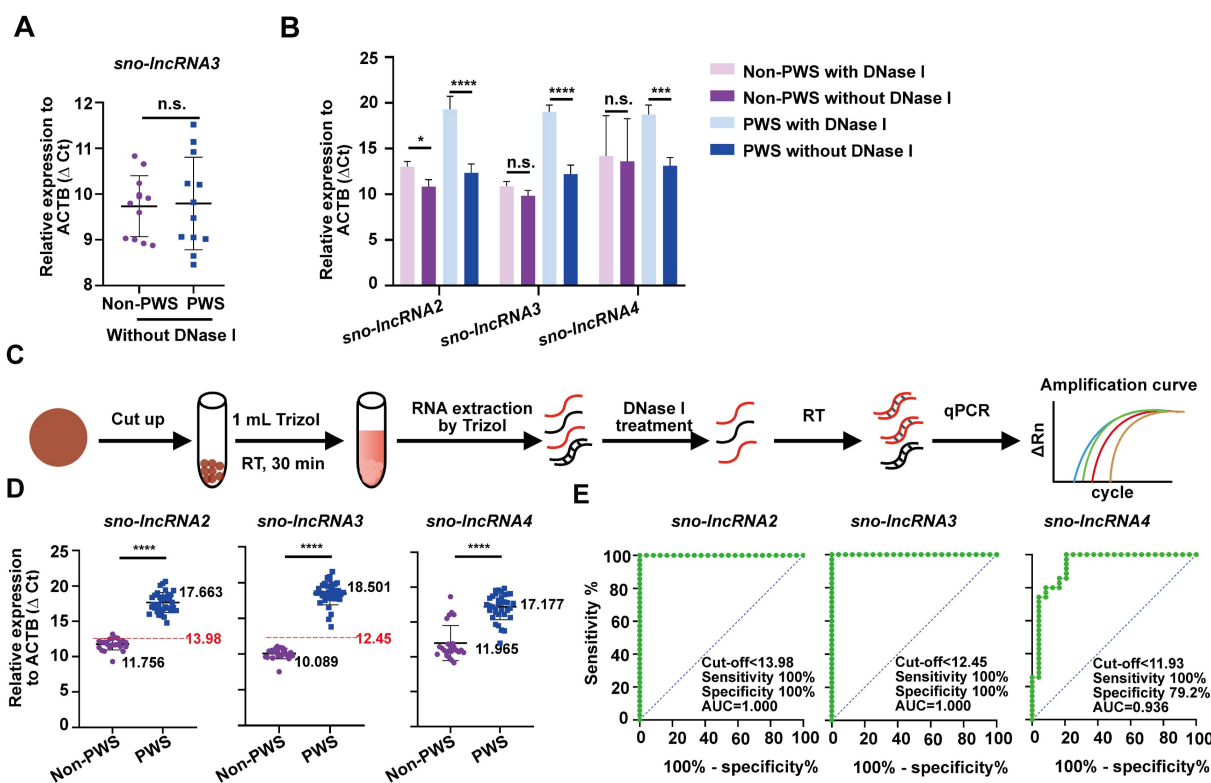 A
sno-lncRNA3
n.s.
Relative expression to
ACTB (Δ Ct)
12
11
10
9
8
Non-PWS PWS
Without DNase I
B
Relative expression to
ACTB (ΔCt)
25
20
15
10
5
0
*
****
n.s.
****
n.s.
***
sno-lncRNA2
sno-lncRNA3
sno-lncRNA4
Non-PWS with DNase I
Non-PWS without DNase I
PWS with DNase I
PWS without DNase I
C
Cut up
1 mL Trizol
RT, 30 min
RNA extraction
by Trizol
DNase I
treatment
RT
qPCR
Amplification curve
ΔRn
cycle
D
Relative expression
to ACTB (Δ Ct)
25
20
15
10
5
0
sno-lncRNA2
****
17.663
13.98
11.756
Non-PWS
PWS
sno-lncRNA3
****
18.501
12.45
10.089
Non-PWS
PWS
sno-lncRNA4
****
17.177
11.965
Non-PWS
PWS
E
Sensitivity %
100
80
60
40
20
0
sno-lncRNA2
Cut-off<13.98
Sensitivity 100%
Specificity 100%
AUC=1.000
0 20 40 60 80 100
100% - specificity%
sno-lncRNA3
Cut-off<12.45
Sensitivity 100%
Specificity 100%
AUC=1.000
0 20 40 60 80 100
100% - specificity%
sno-lncRNA4
Cut-off<11.93
Sensitivity 100%
Specificity 79.2%
AUC=0.936
0 20 40 60 80 100
100% - specificity%